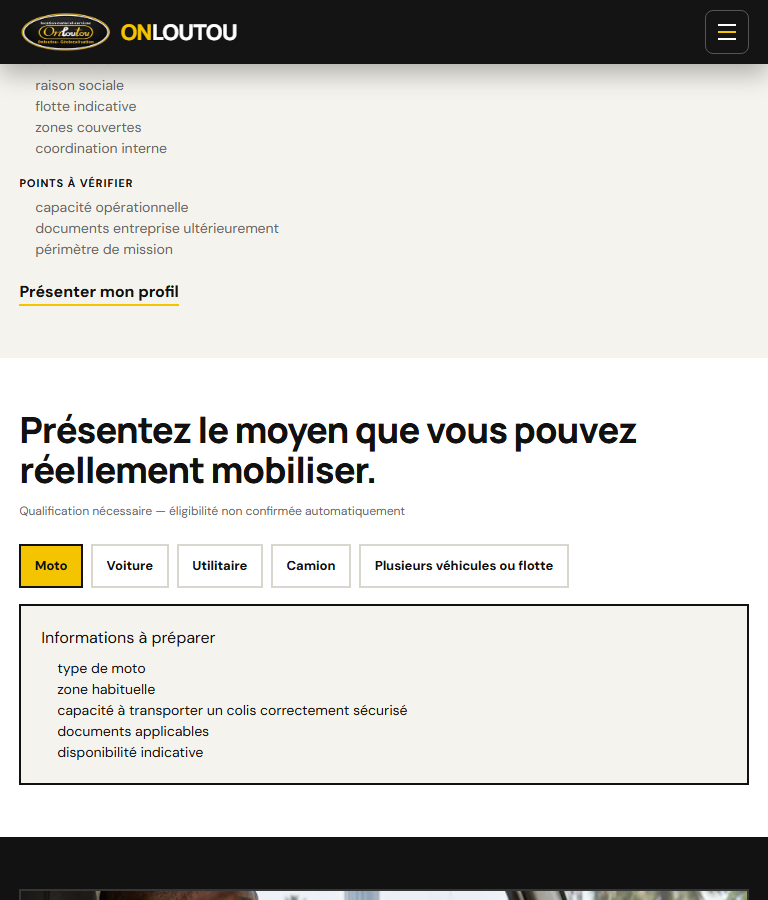 OnLoutou
ONLOUTOU
raison sociale
flotte indicative
zones couvertes
coordination interne
POINTS À VÉRIFIER
capacité opérationnelle
documents entreprise ultérieurement
périmètre de mission
Présenter mon profil
Présentez le moyen que vous pouvez
réellement mobiliser.
Qualification nécessaire — éligibilité non confirmée automatiquement
Moto
Voiture
Utilitaire
Camion
Plusieurs véhicules ou flotte
Informations à préparer
type de moto
zone habituelle
capacité à transporter un colis correctement sécurisé
documents applicables
disponibilité indicative